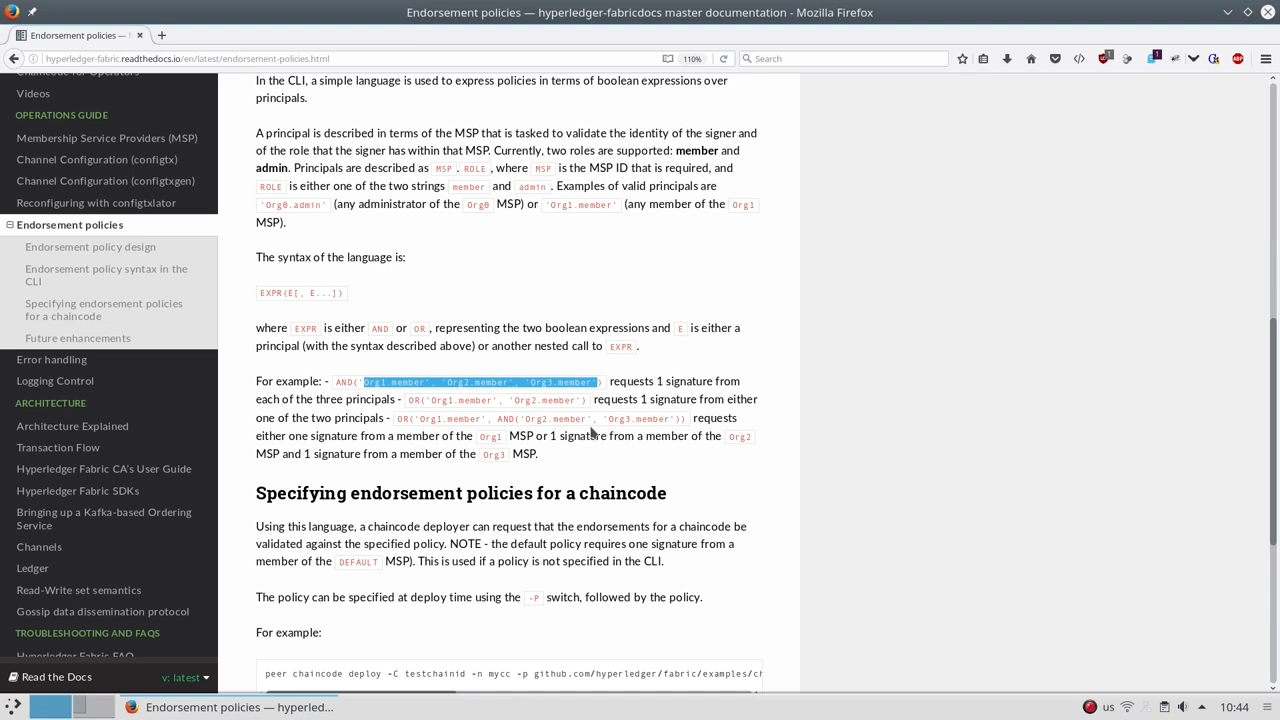 Endorsement policies — hyperledger-fabricdocs master documentation - Mozilla Firefox
Endorsement policies —
hyperledger-fabric.readthedocs.io/en/latest/endorsement-policies.html
110%
Search
Videos
OPERATIONS GUIDE
Membership Service Providers (MSP)
Channel Configuration (configtx)
Channel Configuration (configtxgen)
Reconfiguring with configtxlator
Endorsement policies
Endorsement policy design
Endorsement policy syntax in the
CLI
Specifying endorsement policies
for a chaincode
Future enhancements
Error handling
Logging Control
ARCHITECTURE
Architecture Explained
Transaction Flow
Hyperledger Fabric CA's User Guide
Hyperledger Fabric SDKs
Bringing up a Kafka-based Ordering
Service
Channels
Ledger
Read-Write set semantics
Gossip data dissemination protocol
TROUBLESHOOTING AND FAQS
Hyperledger Fabric FAQ
Read the Docs
v: latest
In the CLI, a simple language is used to express policies in terms of boolean expressions over
principals.
A principal is described in terms of the MSP that is tasked to validate the identity of the signer and
of the role that the signer has within that MSP. Currently, two roles are supported: member and
admin. Principals are described as MSP . ROLE , where MSP is the MSP ID that is required, and
ROLE is either one of the two strings member and admin . Examples of valid principals are
'Org0.admin' (any administrator of the Org0 MSP) or 'Org1.member' (any member of the Org1
MSP).
The syntax of the language is:
EXPR(E[, E...])
where EXPR is either AND or OR , representing the two boolean expressions and E is either a
principal (with the syntax described above) or another nested call to EXPR .
For example: - AND('Org1.member', 'Org2.member', 'Org3.member') requests 1 signature from
each of the three principals - OR('Org1.member', 'Org2.member') requests 1 signature from either
one of the two principals - OR('Org1.member', AND('Org2.member', 'Org3.member')) requests
either one signature from a member of the Org1 MSP or 1 signature from a member of the Org2
MSP and 1 signature from a member of the Org3 MSP.
Specifying endorsement policies for a chaincode
Using this language, a chaincode deployer can request that the endorsements for a chaincode be
validated against the specified policy. NOTE - the default policy requires one signature from a
member of the DEFAULT MSP). This is used if a policy is not specified in the CLI.
The policy can be specified at deploy time using the -P switch, followed by the policy.
For example:
peer chaincode deploy -C testchainid -n mycc -p github.com/hyperledger/fabric/examples/ch
Endorsement policies — hyperled...
us
10:44